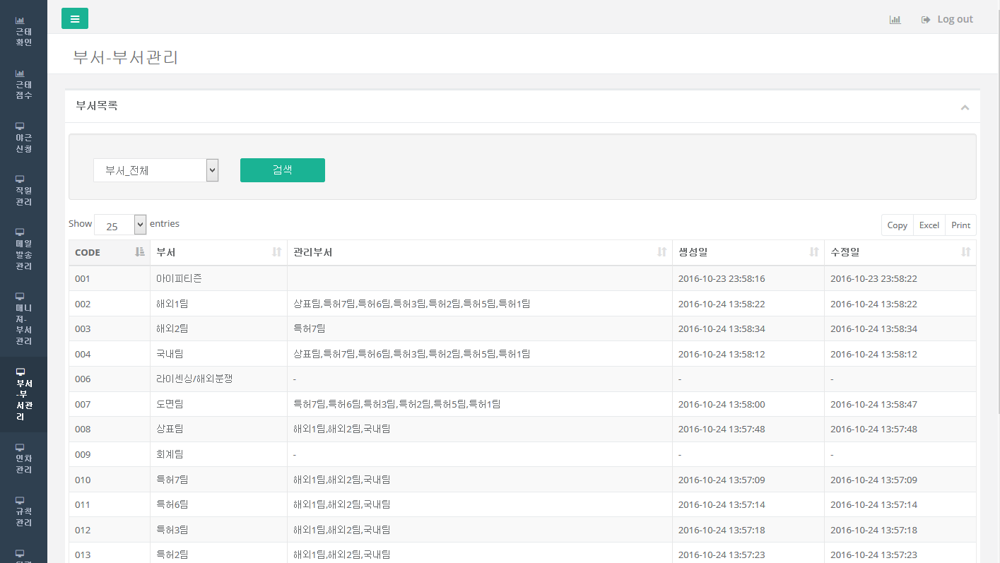 근태
확인
근태
점수
야근
신청
직원
관리
메일
발송
관리
매니
저-
부서
관리
부서
-부
서관
리
연차
관리
규칙
관리
Log out
부서-부서관리
부서목록
부서_전체 검색
Show 25 entries Copy Excel Print
CODE 부서 관리부서 생성일 수정일
001 아이피티즌 2016-10-23 23:58:16 2016-10-23 23:58:22
002 해외1팀 상표팀,특허7팀,특허6팀,특허3팀,특허2팀,특허5팀,특허1팀 2016-10-24 13:58:22 2016-10-24 13:58:22
003 해외2팀 특허7팀 2016-10-24 13:58:34 2016-10-24 13:58:34
004 국내팀 상표팀,특허7팀,특허6팀,특허3팀,특허2팀,특허5팀,특허1팀 2016-10-24 13:58:12 2016-10-24 13:58:12
006 라이센싱/해외분쟁 - - -
007 도면팀 특허7팀,특허6팀,특허3팀,특허2팀,특허5팀,특허1팀 2016-10-24 13:58:00 2016-10-24 13:58:47
008 상표팀 해외1팀,해외2팀,국내팀 2016-10-24 13:57:48 2016-10-24 13:57:48
009 회계팀 - - -
010 특허7팀 해외1팀,해외2팀,국내팀 2016-10-24 13:57:09 2016-10-24 13:57:09
011 특허6팀 해외1팀,해외2팀,국내팀 2016-10-24 13:57:14 2016-10-24 13:57:14
012 특허3팀 해외1팀,해외2팀,국내팀 2016-10-24 13:57:18 2016-10-24 13:57:18
013 특허2팀 해외1팀,해외2팀,국내팀 2016-10-24 13:57:23 2016-10-24 13:57:23